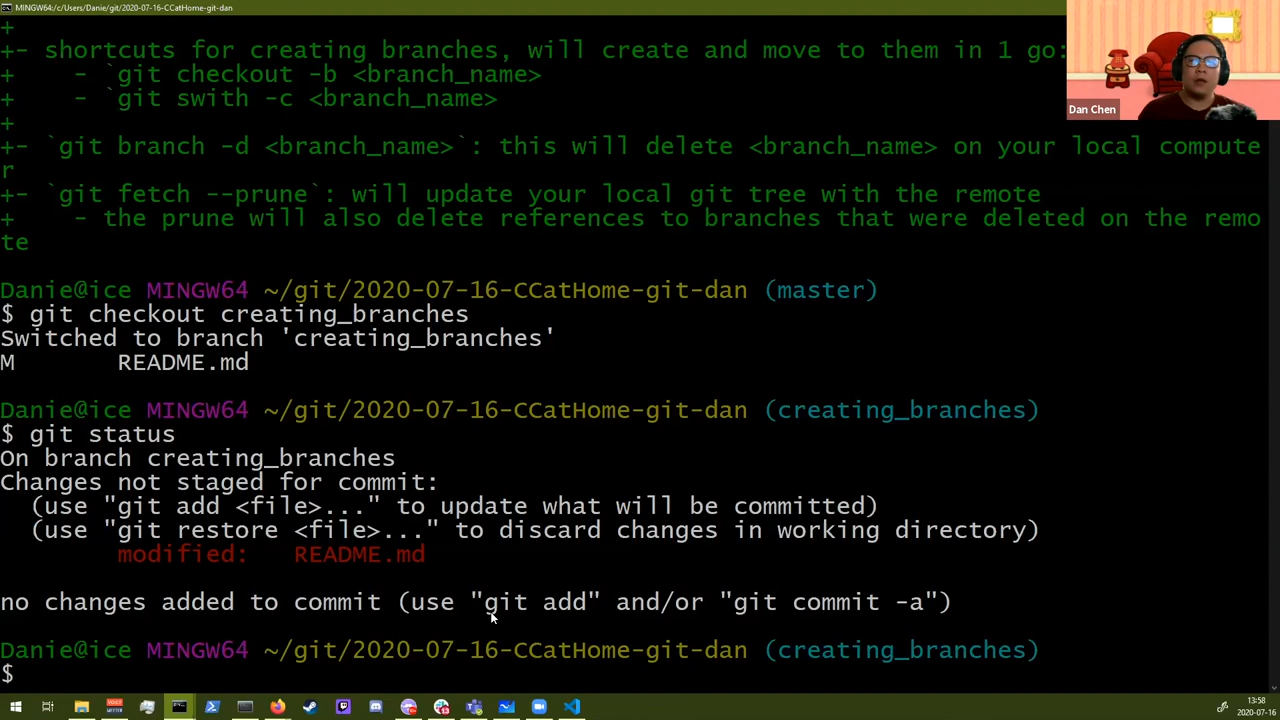 MINGW64:/c/Users/Danie/git/2020-07-16-CCatHome-git-dan
+
+- shortcuts for creating branches, will create and move to them in 1 go:
+    - `git checkout -b <branch_name>
+    - `git swith -c <branch_name>
+
+- `git branch -d <branch_name>`: this will delete <branch_name> on your local compute
r
+- `git fetch --prune`: will update your local git tree with the remote
+    - the prune will also delete references to branches that were deleted on the remo
te
Dan Chen
Danie@ice MINGW64 ~/git/2020-07-16-CCatHome-git-dan (master)
$ git checkout creating_branches
Switched to branch 'creating_branches'
M       README.md
Danie@ice MINGW64 ~/git/2020-07-16-CCatHome-git-dan (creating_branches)
$ git status
On branch creating_branches
Changes not staged for commit:
  (use "git add <file>..." to update what will be committed)
  (use "git restore <file>..." to discard changes in working directory)
        modified:   README.md
no changes added to commit (use "git add" and/or "git commit -a")
Danie@ice MINGW64 ~/git/2020-07-16-CCatHome-git-dan (creating_branches)
$
13:58
2020-07-16